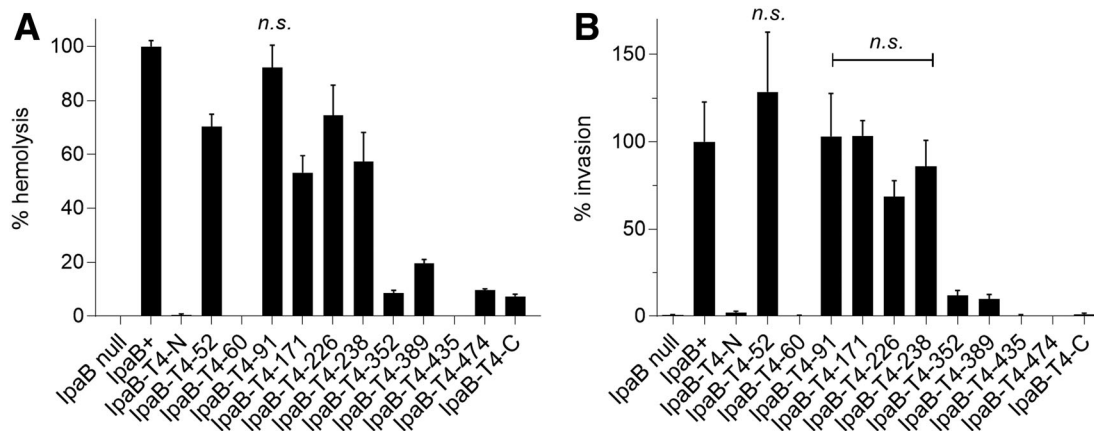 A
n.s.
% hemolysis
100
80
60
40
20
0
IpaB null
IpaB+
IpaB-T4-N
IpaB-T4-52
IpaB-T4-60
IpaB-T4-91
IpaB-T4-171
IpaB-T4-226
IpaB-T4-238
IpaB-T4-352
IpaB-T4-389
IpaB-T4-435
IpaB-T4-474
IpaB-T4-C
B
n.s.
n.s.
% invasion
150
100
50
0
IpaB null
IpaB+
IpaB-T4-N
IpaB-T4-52
IpaB-T4-60
IpaB-T4-91
IpaB-T4-171
IpaB-T4-226
IpaB-T4-238
IpaB-T4-352
IpaB-T4-389
IpaB-T4-435
IpaB-T4-474
IpaB-T4-C